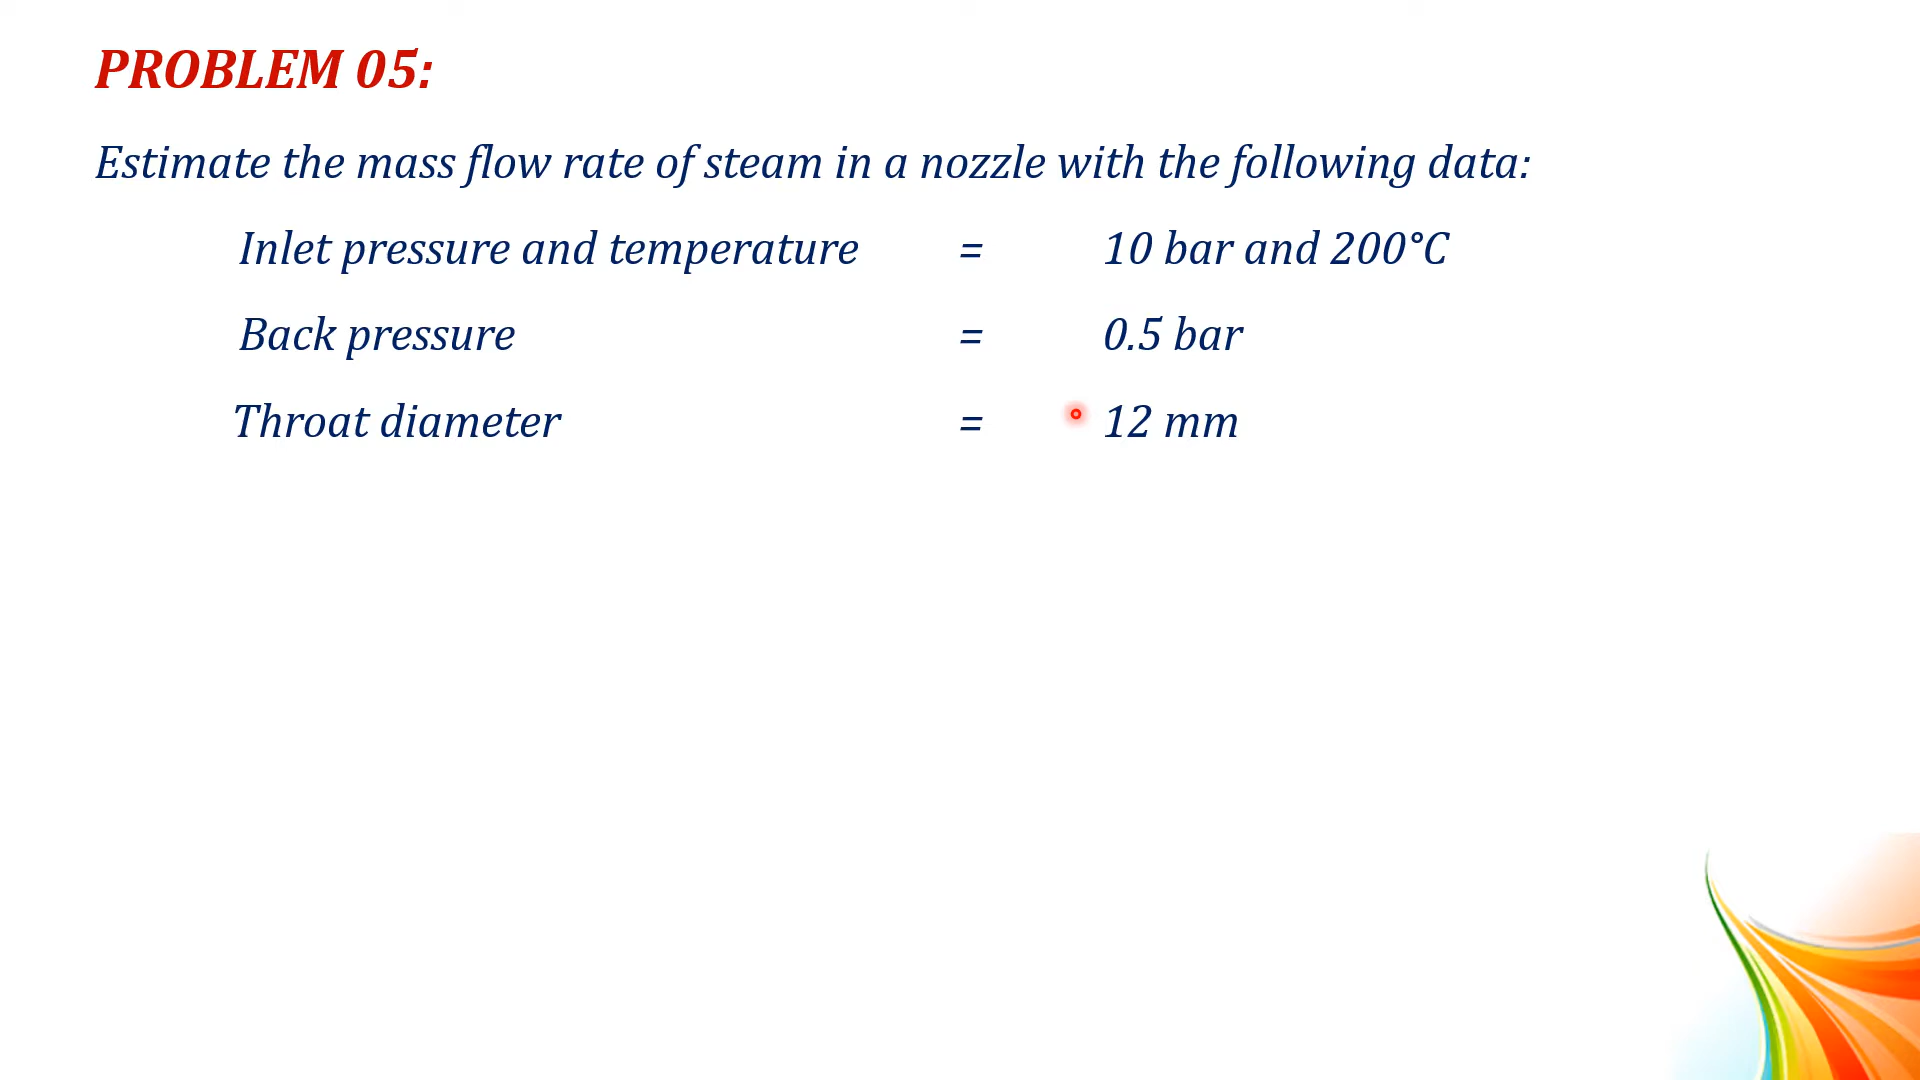 PROBLEM 05:
Estimate the mass flow rate of steam in a nozzle with the following data:
Inlet pressure and temperature = 10 bar and 200°C
Back pressure = 0.5 bar
Throat diameter = 12 mm